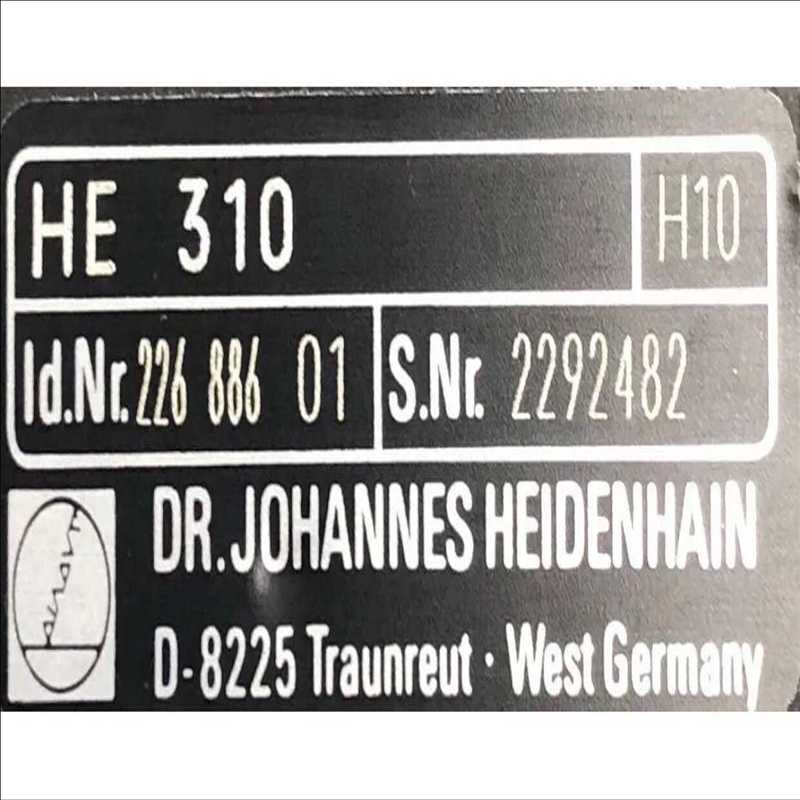 HE 310 H10
Id.Nr. 226 886 01 S.Nr. 2292482
DR. JOHANNES HEIDENHAIN
D-8225 Traunreut · West Germany